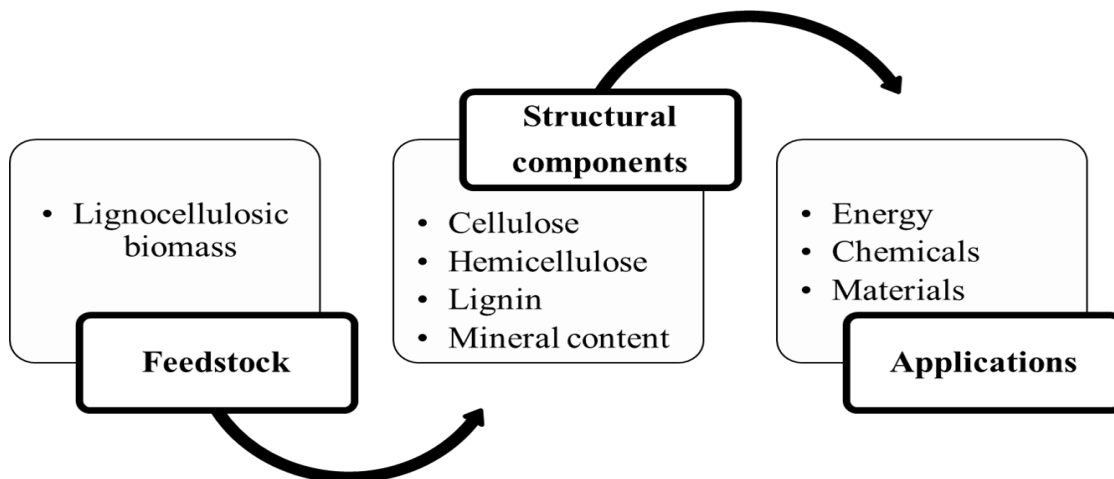 • Lignocellulosic
biomass
Feedstock
Structural
components
• Cellulose
• Hemicellulose
• Lignin
• Mineral content
• Energy
• Chemicals
• Materials
Applications